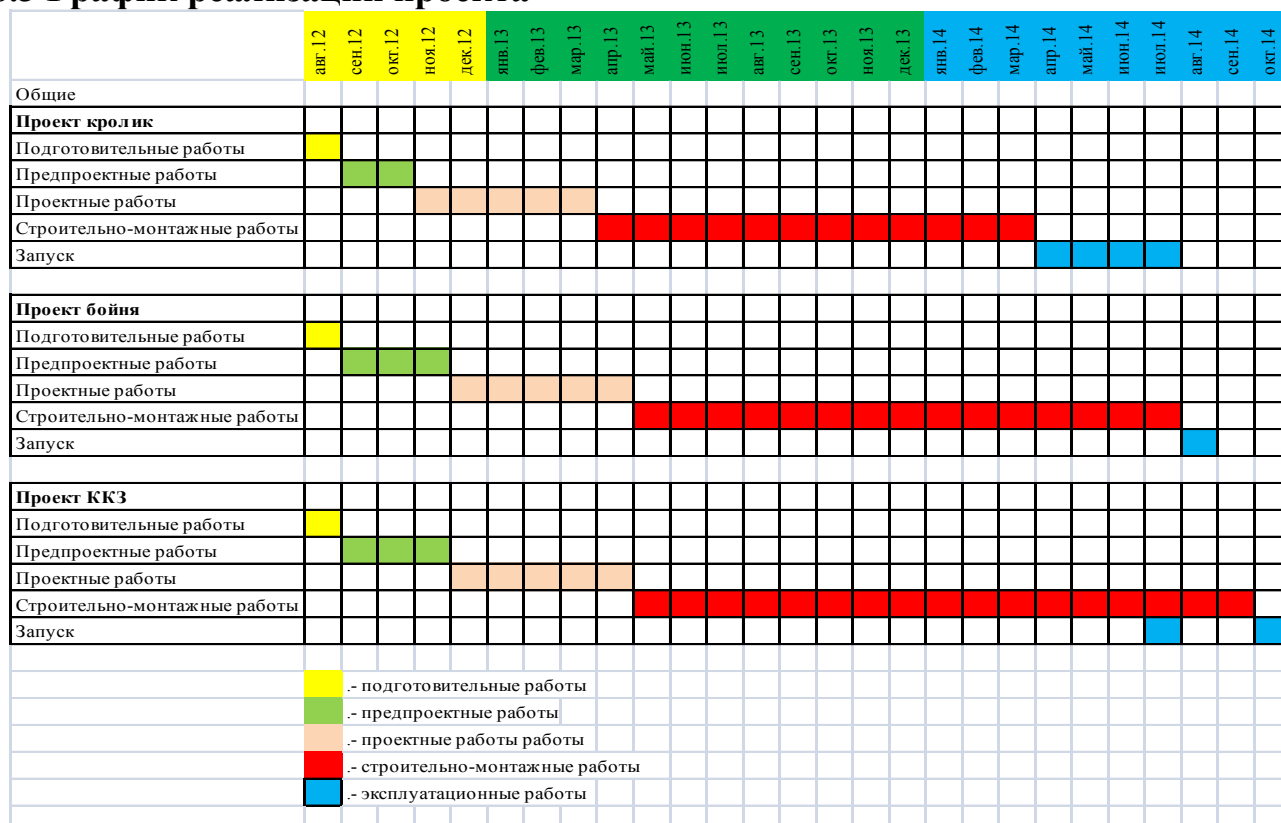 График реализации проекта
авг.12 сен.12 окт.12 ноя.12 дек.12 янв.13 фев.13 мар.13 апр.13 май.13 июн.13 июл.13 авг.13 сен.13 окт.13 ноя.13 дек.13 янв.14 фев.14 мар.14 апр.14 май.14 июн.14 июл.14 авг.14 сен.14 окт.14
Общие
Проект кролик
Подготовительные работы
Предпроектные работы
Проектные работы
Строительно-монтажные работы
Запуск
Проект бойня
Подготовительные работы
Предпроектные работы
Проектные работы
Строительно-монтажные работы
Запуск
Проект ККЗ
Подготовительные работы
Предпроектные работы
Проектные работы
Строительно-монтажные работы
Запуск
.- подготовительные работы
.- предпроектные работы
.- проектные работы работы
.- строительно-монтажные работы
.- эксплуатационные работы